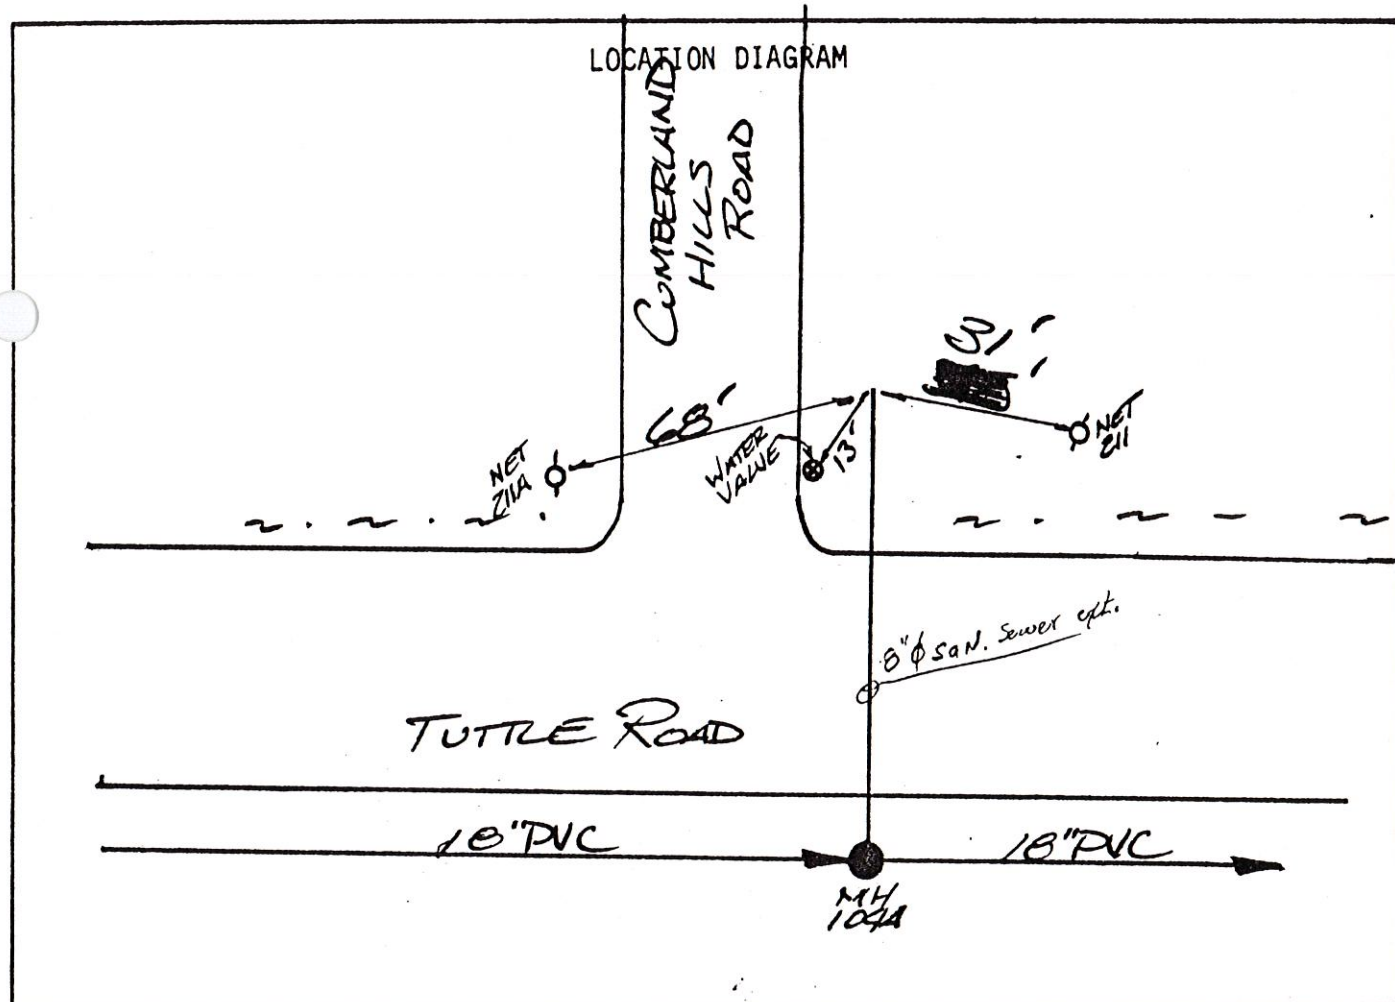 LOCATION DIAGRAM
CUMBERLAND
HILLS
ROAD
31'
68'
13'
WATER
VALVE
NET
211
NET
211A
8"ϕ SAN. Sewer ext.
TUTTLE ROAD
18"PVC
18"PVC
MH
104A